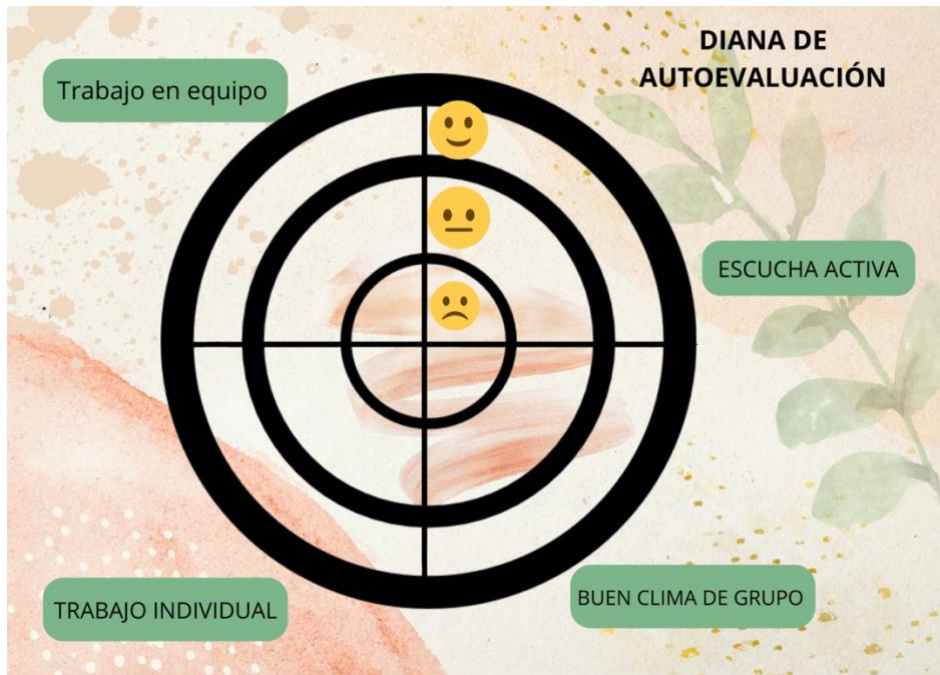 DIANA DE
AUTOEVALUACIÓN
Trabajo en equipo
ESCUCHA ACTIVA
TRABAJO INDIVIDUAL
BUEN CLIMA DE GRUPO